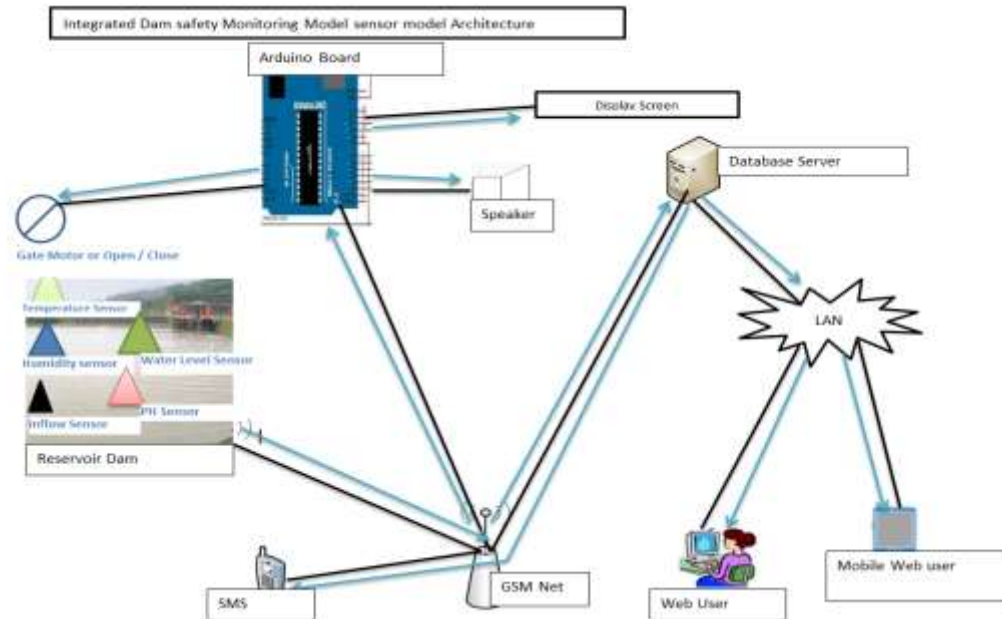 Integrated Dam safety Monitoring Model sensor model Architecture
Arduino Board
Display Screen
Database Server
Speaker
Gate Motor or Open / Close
Temperature Sensor
LAN
Humidity sensor
Water Level Sensor
PH Sensor
Inflow Sensor
Reservoir Dam
Mobile Web user
GSM Net
SMS
Web User